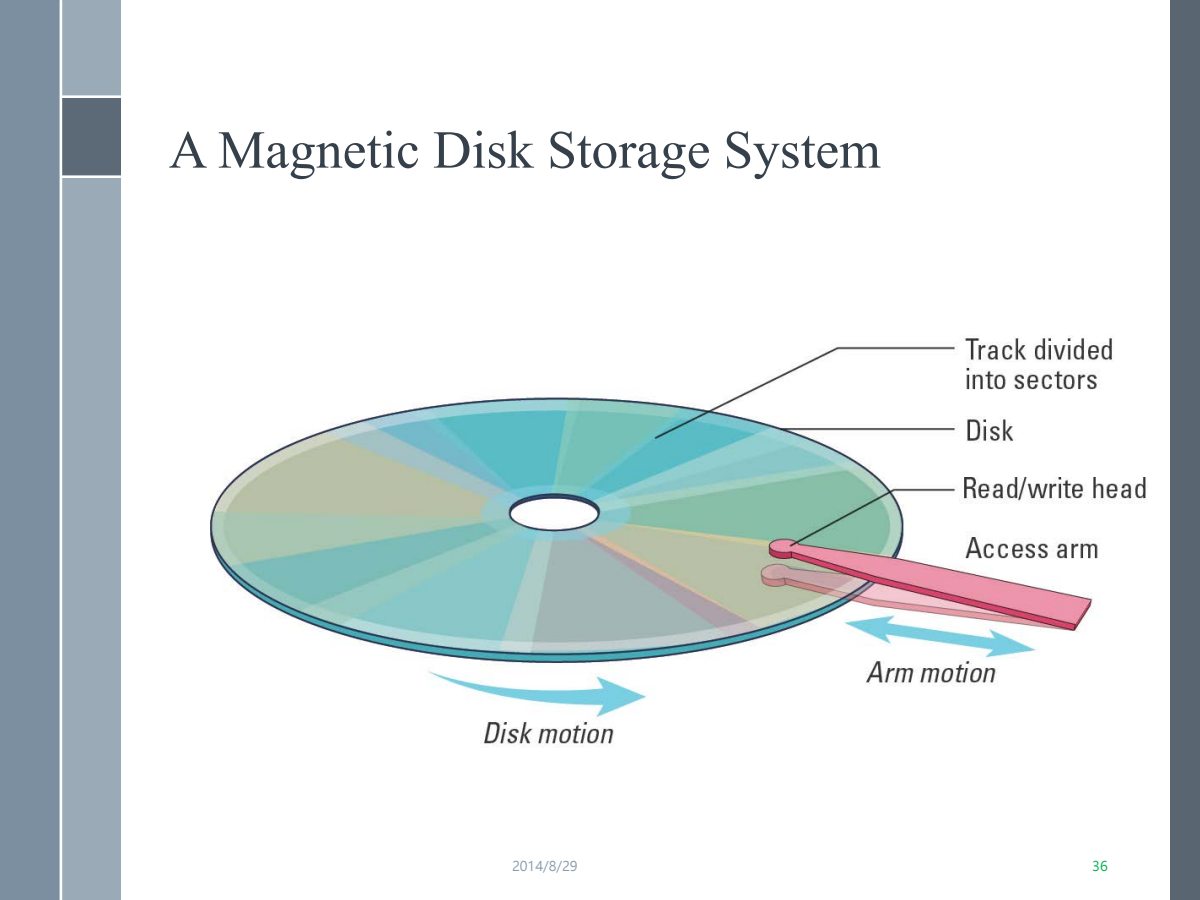 A Magnetic Disk Storage System
Track divided
into sectors
Disk
Read/write head
Access arm
Arm motion
Disk motion
2014/8/29
36